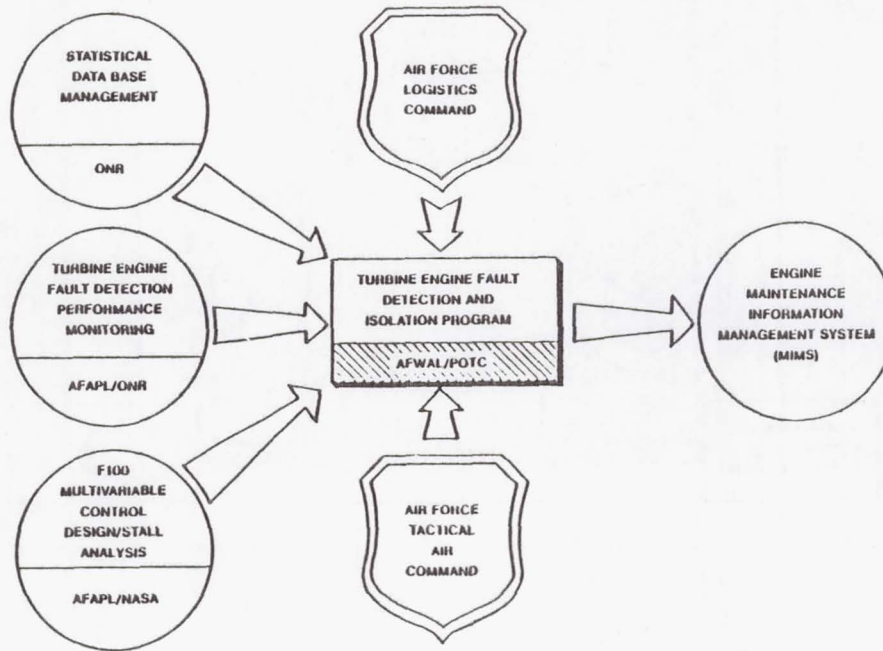 STATISTICAL
DATA BASE
MANAGEMENT
ONR
TURBINE ENGINE
FAULT DETECTION
PERFORMANCE
MONITORING
AFAPL/ONR
F100
MULTIVARIABLE
CONTROL
DESIGN/STALL
ANALYSIS
AFAPL/NASA
AIR FORCE
LOGISTICS
COMMAND
TURBINE ENGINE FAULT
DETECTION AND
ISOLATION PROGRAM
AFWAL/POTC
AIR FORCE
TACTICAL
AIR
COMMAND
ENGINE
MAINTENANCE
INFORMATION
MANAGEMENT SYSTEM
(MIMS)